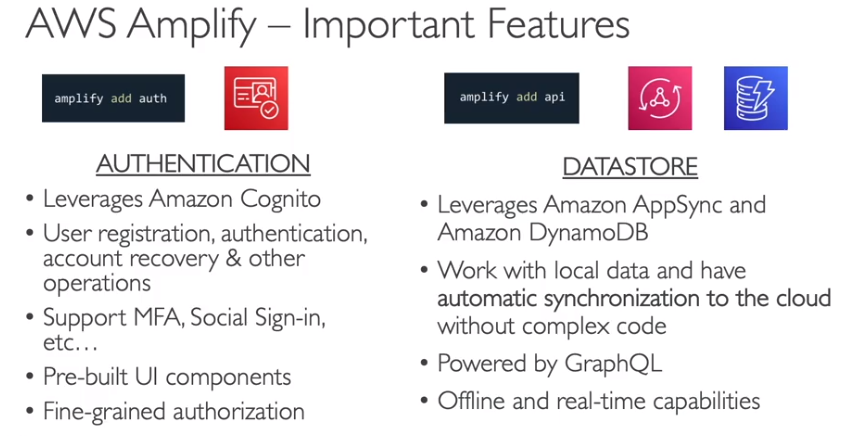 AWS Amplify – Important Features
amplify add auth
AUTHENTICATION
• Leverages Amazon Cognito
• User registration, authentication,
account recovery & other
operations
• Support MFA, Social Sign-in,
etc…
• Pre-built UI components
• Fine-grained authorization
amplify add api
DATASTORE
• Leverages Amazon AppSync and
Amazon DynamoDB
• Work with local data and have
automatic synchronization to the cloud
without complex code
• Powered by GraphQL
• Offline and real-time capabilities